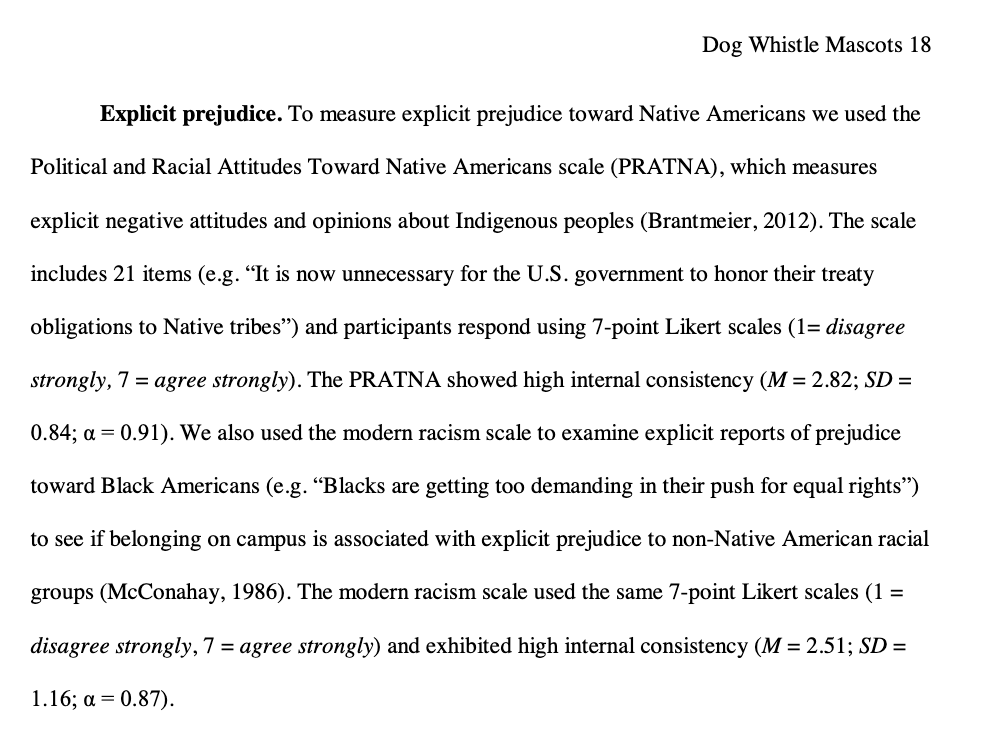 Dog Whistle Mascots 18
Explicit prejudice. To measure explicit prejudice toward Native Americans we used the
Political and Racial Attitudes Toward Native Americans scale (PRATNA), which measures
explicit negative attitudes and opinions about Indigenous peoples (Brantmeier, 2012). The scale
includes 21 items (e.g. “It is now unnecessary for the U.S. government to honor their treaty
obligations to Native tribes”) and participants respond using 7-point Likert scales (1= disagree
strongly, 7 = agree strongly). The PRATNA showed high internal consistency (M = 2.82; SD =
0.84; α = 0.91). We also used the modern racism scale to examine explicit reports of prejudice
toward Black Americans (e.g. “Blacks are getting too demanding in their push for equal rights”)
to see if belonging on campus is associated with explicit prejudice to non-Native American racial
groups (McConahay, 1986). The modern racism scale used the same 7-point Likert scales (1 =
disagree strongly, 7 = agree strongly) and exhibited high internal consistency (M = 2.51; SD =
1.16; α = 0.87).